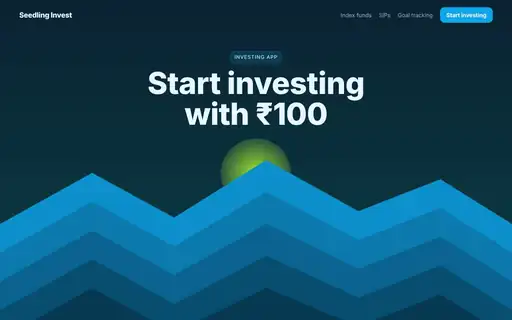 Seedling Invest
Index funds
SIPs
Goal tracking
Start investing
INVESTING APP
Start investing
with ₹100